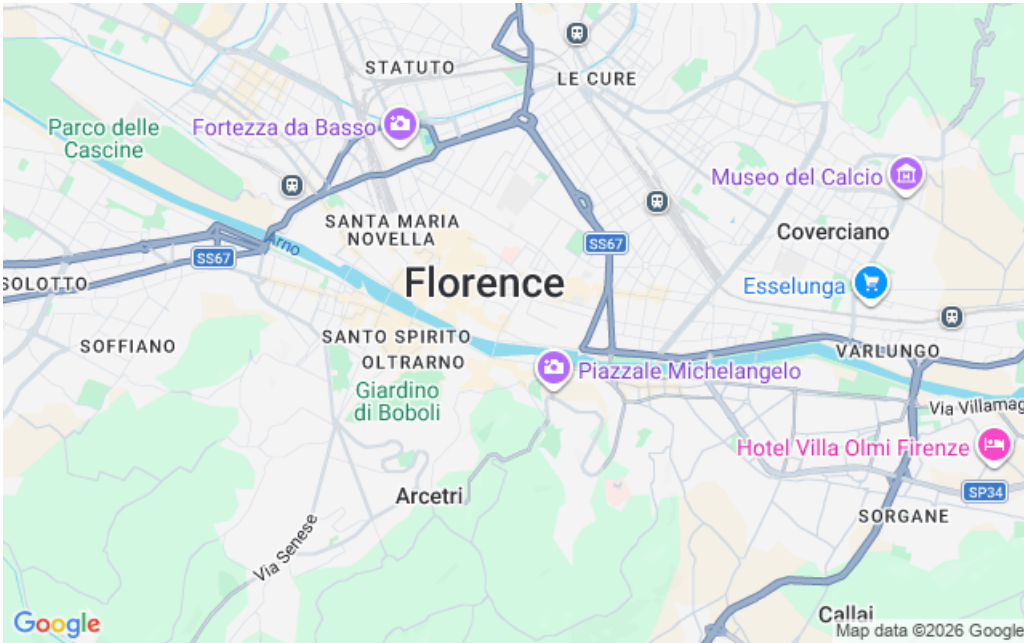 STATUTO
LE CURE
Parco delle
Cascine
Fortezza da Basso
Museo del Calcio
SANTA MARIA
NOVELLA
Coverciano
Arno
SS67
SS67
SOLOTTO
Florence
Esselunga
SOFFIANO
SANTO SPIRITO
OLTRARNO
VARLUNGO
Piazzale Michelangelo
Giardino
di Boboli
Via Villamag
Hotel Villa Olmi Firenze
Arcetri
SP34
SORGANE
Via Senese
Callai
Google
Map data ©2026 Google